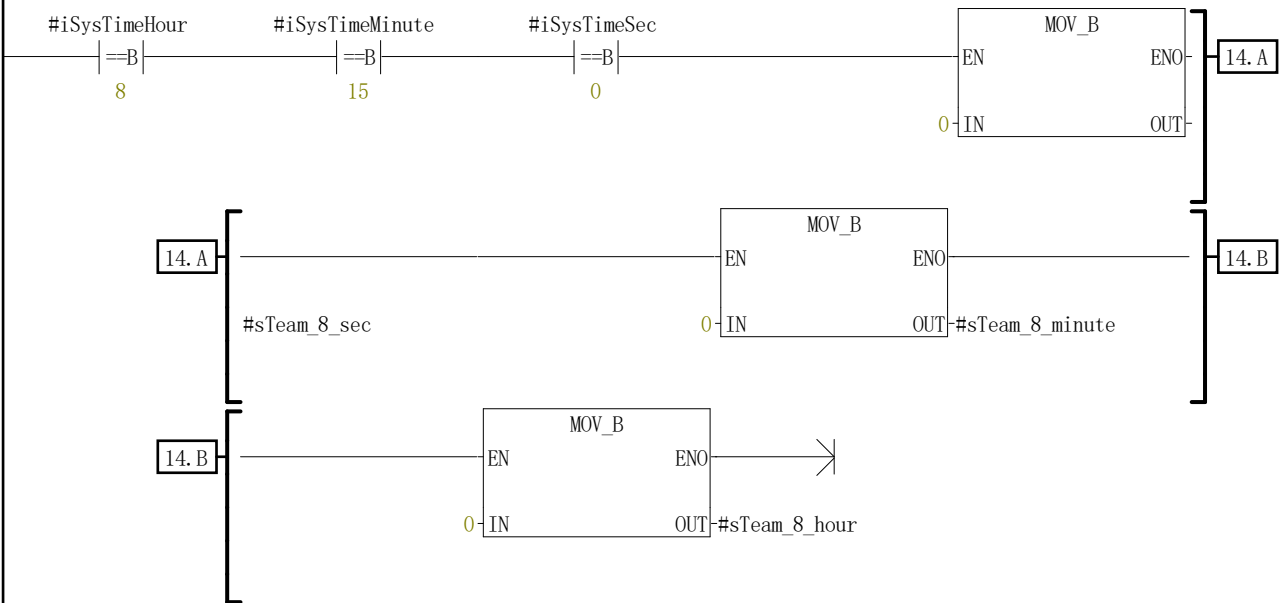 #iSysTimeHour #iSysTimeMinute #iSysTimeSec MOV_B
==B ==B ==B EN ENO 14.A
8 15 0
0 IN OUT
MOV_B
14.A EN ENO 14.B
#sTeam_8_sec 0 IN OUT #sTeam_8_minute
MOV_B
14.B EN ENO
0 IN OUT #sTeam_8_hour